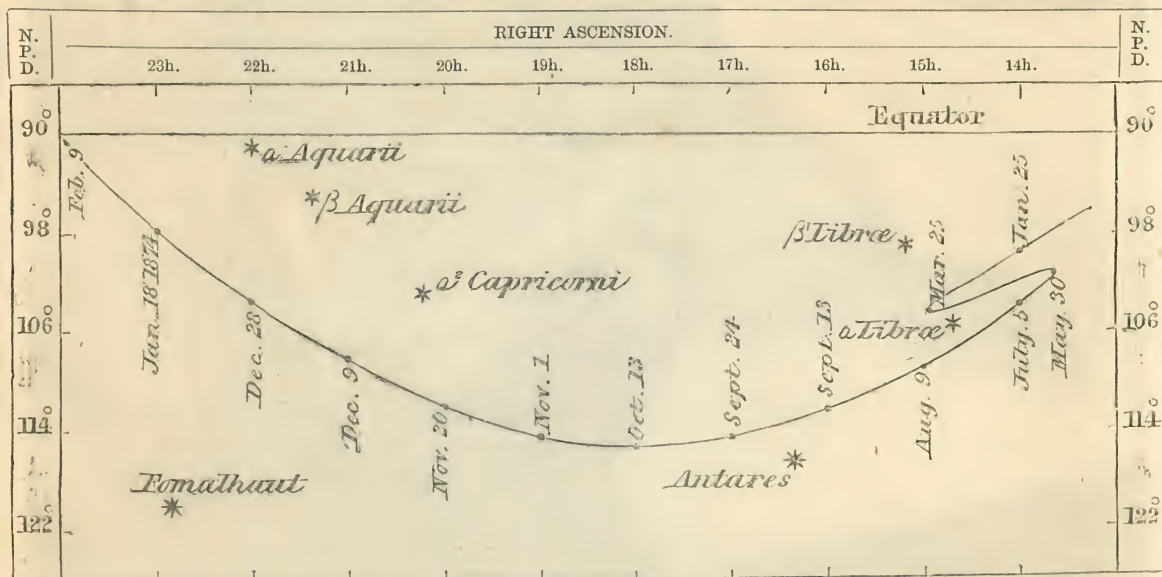 RIGHT ASCENSION.
N. P. D.
23h. 22h. 21h. 20h. 19h. 18h. 17h. 16h. 15h. 14h.
N. P. D.
Equator
90°
90°
α Aquarii
Feb. 9
β Aquarii
Jan. 25
98°
98°
β Libræ
Mar. 25
Jan. 18 1874
α² Capricorni
106°
106°
α Libræ
Dec. 28
July. 5
May. 30
Dec. 9
Nov. 1
Oct. 13
Sept. 24
Sept. 13
Aug. 9
114°
114°
Nov. 20
Antares
Fomalhaut
122°
122°